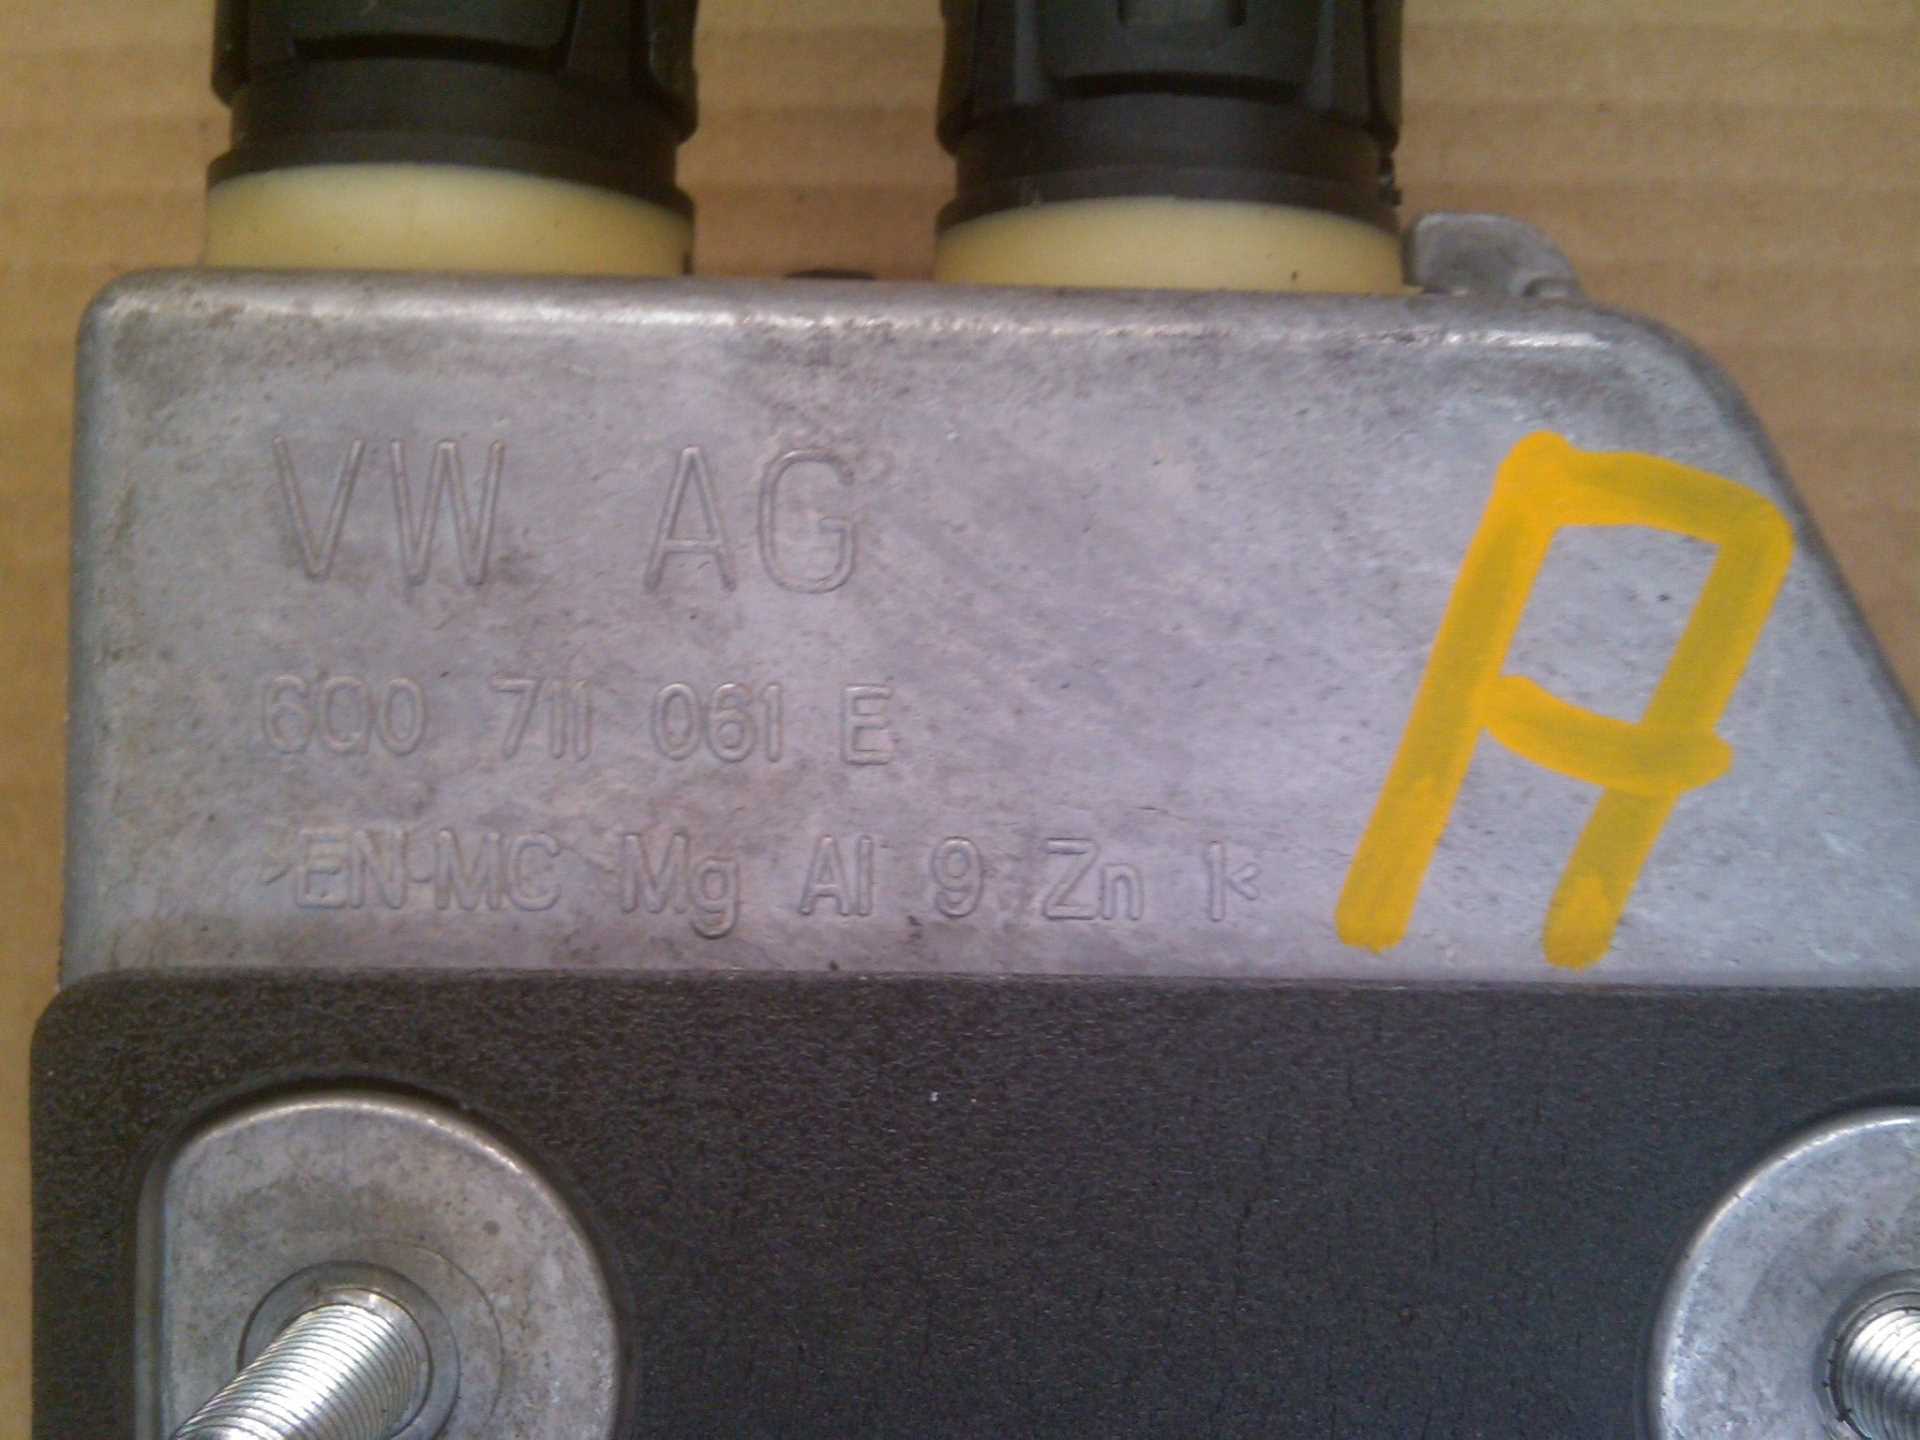 VW AG
6Q0 711 061 E
>EN-MC Mg Al 9 Zn 1<
A